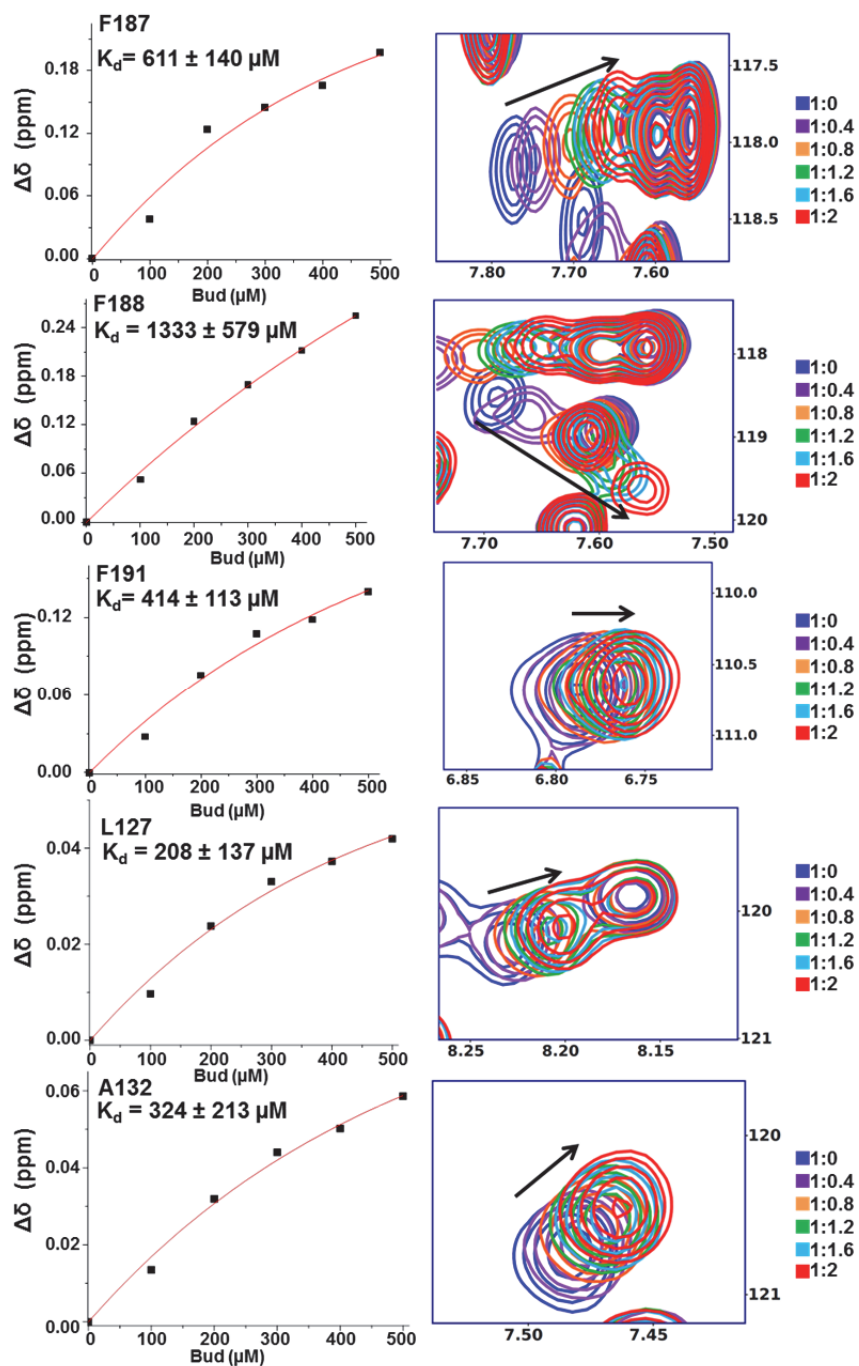 F187
K_d= 611 ± 140 µM
Δδ (ppm)
0.18
0.12
0.06
0.00
0 100 200 300 400 500
Bud (µM)
117.5
118.0
118.5
7.80 7.70 7.60
1:0
1:0.4
1:0.8
1:1.2
1:1.6
1:2
F188
K_d = 1333 ± 579 µM
Δδ (ppm)
0.24
0.18
0.12
0.06
0.00
0 100 200 300 400 500
Bud (µM)
118
119
120
7.70 7.60 7.50
1:0
1:0.4
1:0.8
1:1.2
1:1.6
1:2
F191
K_d = 414 ± 113 µM
Δδ (ppm)
0.12
0.06
0.00
0 100 200 300 400 500
Bud (µM)
110.0
110.5
111.0
6.85 6.80 6.75
1:0
1:0.4
1:0.8
1:1.2
1:1.6
1:2
L127
K_d = 208 ± 137 µM
Δδ (ppm)
0.04
0.02
0.00
0 100 200 300 400 500
Bud (µM)
120
121
8.25 8.20 8.15
1:0
1:0.4
1:0.8
1:1.2
1:1.6
1:2
A132
K_d = 324 ± 213 µM
Δδ (ppm)
0.06
0.04
0.02
0.00
0 100 200 300 400 500
Bud (µM)
120
121
7.50 7.45
1:0
1:0.4
1:0.8
1:1.2
1:1.6
1:2